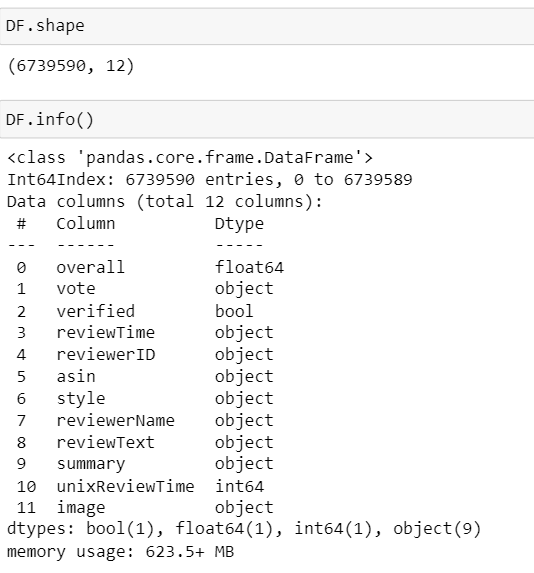 DF.shape
(6739590, 12)
DF.info()
<class 'pandas.core.frame.DataFrame'>
Int64Index: 6739590 entries, 0 to 6739589
Data columns (total 12 columns):
 #   Column          Dtype
---  ------          -----
 0   overall         float64
 1   vote            object
 2   verified        bool
 3   reviewTime      object
 4   reviewerID      object
 5   asin            object
 6   style           object
 7   reviewerName    object
 8   reviewText      object
 9   summary         object
 10  unixReviewTime  int64
 11  image           object
dtypes: bool(1), float64(1), int64(1), object(9)
memory usage: 623.5+ MB